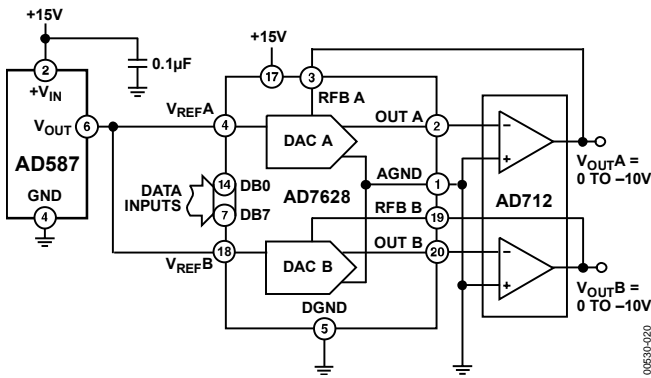 +15V
0.1µF
2
+VIN
VOUT
6
AD587
GND
4
+15V
17
3
RFB A
VREFA
4
DAC A
OUT A
2
DATA
INPUTS
14
DB0
7
DB7
AD7628
AGND
1
RFB B
19
VREFB
18
DAC B
OUT B
20
DGND
5
–
+
AD712
–
+
VOUTA =
0 TO –10V
VOUTB =
0 TO –10V
00530-020